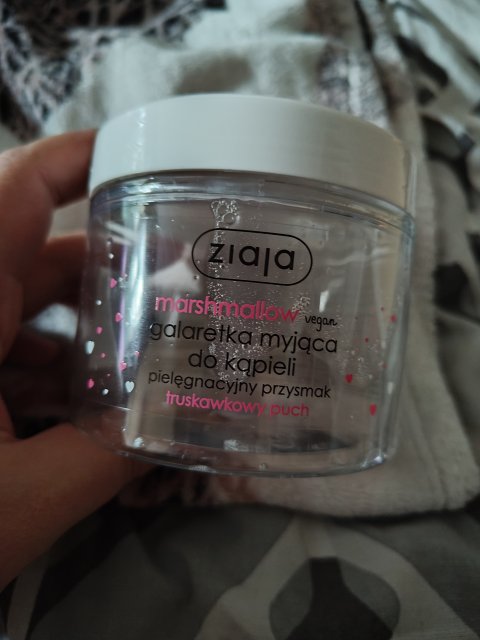 ziaja
marshmallow vegan
galaretka myjąca
do kąpieli
pielęgnacyjny przysmak
truskawkowy puch